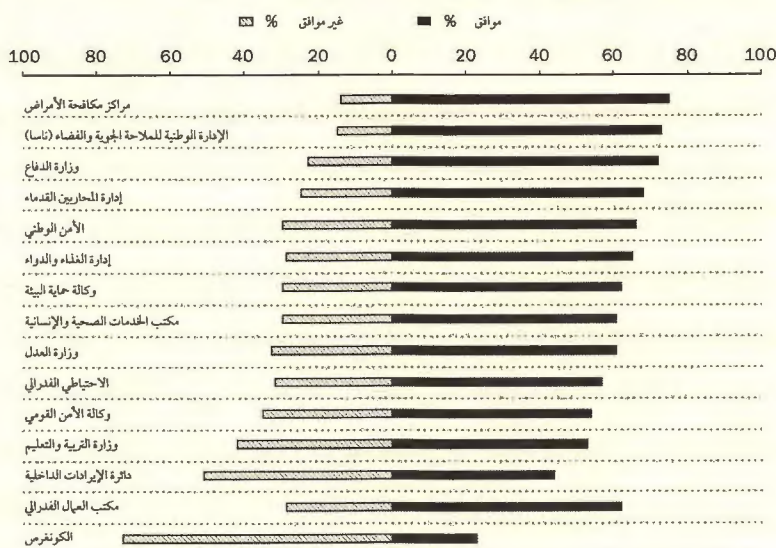 موافق % غير موافق %
100 80 60 40 20 0 20 40 60 80 100
مراكز مكافحة الأمراض
الإدارة الوطنية للملاحة الجوية والفضاء (ناسا)
وزارة الدفاع
إدارة المحاربين القدماء
الأمن الوطني
إدارة الغذاء والدواء
وكالة حماية البيئة
مكتب الخدمات الصحية والإنسانية
وزارة العدل
الاحتياطي الفدرالي
وكالة الأمن القومي
وزارة التربية والتعليم
دائرة الإيرادات الداخلية
مكتب العمال الفدرالي
الكونغرس